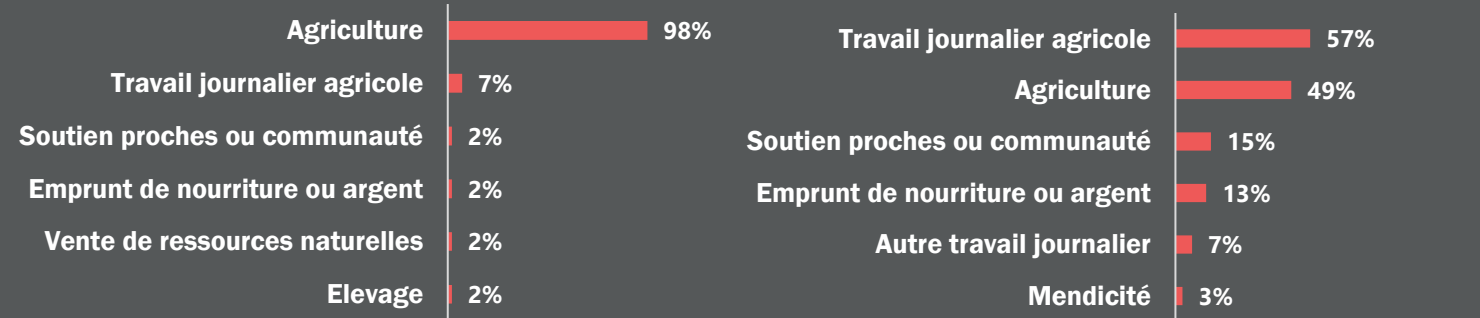 Agriculture 98%
Travail journalier agricole 7%
Soutien proches ou communauté 2%
Emprunt de nourriture ou argent 2%
Vente de ressources naturelles 2%
Elevage 2%
Travail journalier agricole 57%
Agriculture 49%
Soutien proches ou communauté 15%
Emprunt de nourriture ou argent 13%
Autre travail journalier 7%
Mendicité 3%